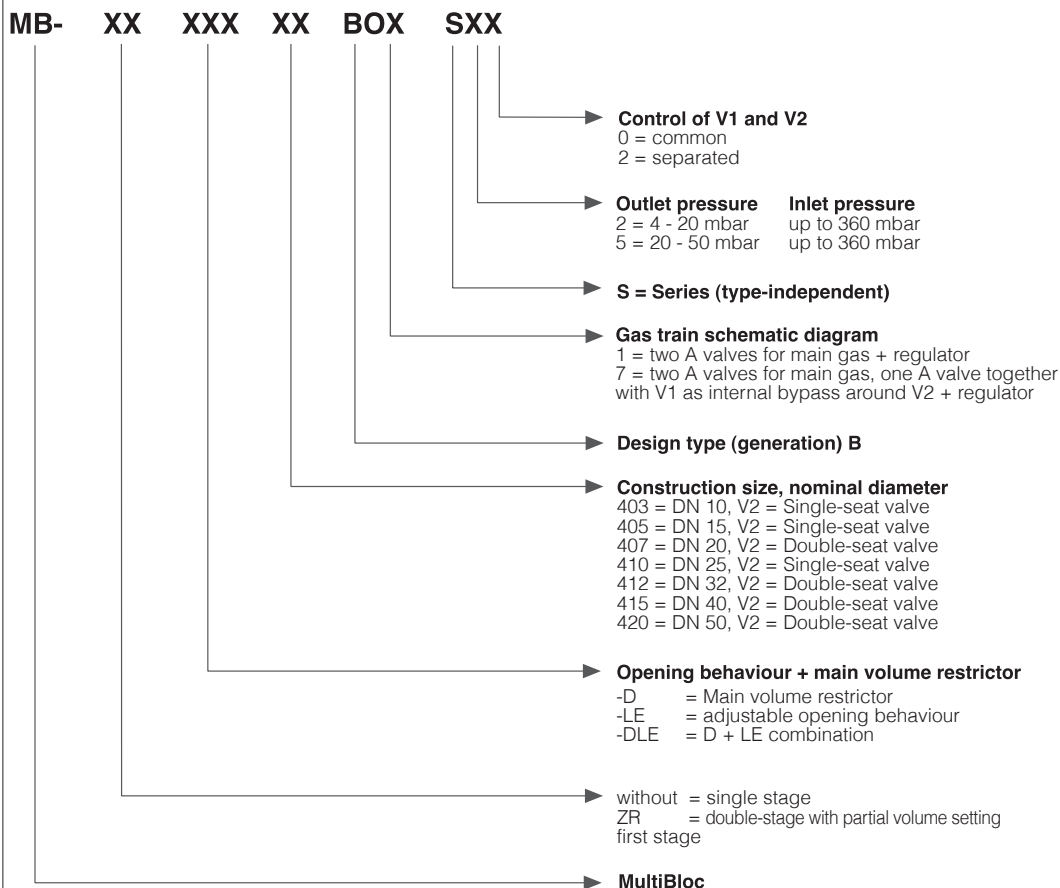 MB- XX XXX XX BOX SXX
Control of V1 and V2
0 = common
2 = separated
Outlet pressure Inlet pressure
2 = 4 - 20 mbar up to 360 mbar
5 = 20 - 50 mbar up to 360 mbar
S = Series (type-independent)
Gas train schematic diagram
1 = two A valves for main gas + regulator
7 = two A valves for main gas, one A valve together
with V1 as internal bypass around V2 + regulator
Design type (generation) B
Construction size, nominal diameter
403 = DN 10, V2 = Single-seat valve
405 = DN 15, V2 = Single-seat valve
407 = DN 20, V2 = Double-seat valve
410 = DN 25, V2 = Single-seat valve
412 = DN 32, V2 = Double-seat valve
415 = DN 40, V2 = Double-seat valve
420 = DN 50, V2 = Double-seat valve
Opening behaviour + main volume restrictor
-D = Main volume restrictor
-LE = adjustable opening behaviour
-DLE = D + LE combination
without = single stage
ZR = double-stage with partial volume setting
first stage
MultiBloc